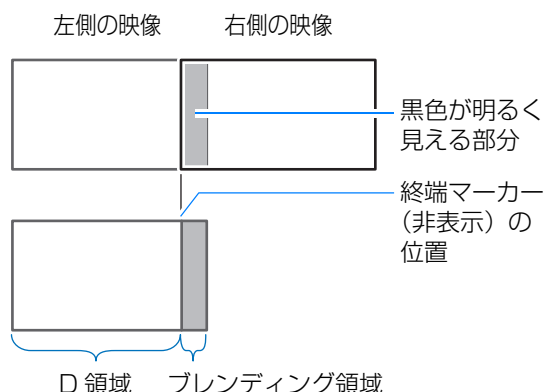 左側の映像
右側の映像
黒色が明るく
見える部分
終端マーカー
（非表示）の
位置
D 領域
ブレンディング領域